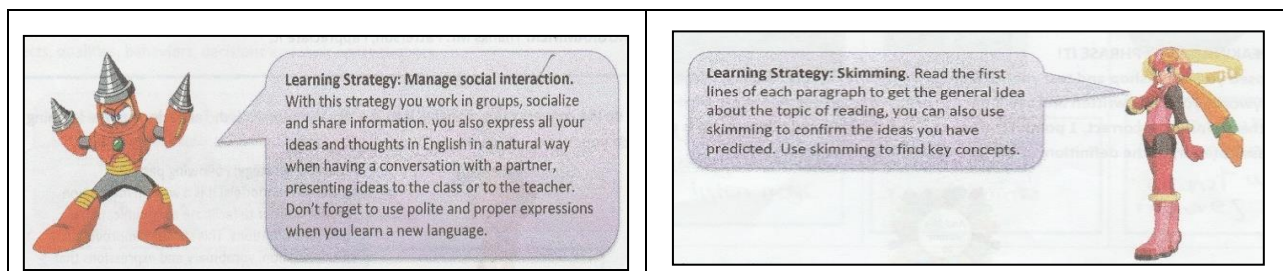 Learning Strategy: Manage social interaction.
With this strategy you work in groups, socialize
and share information. you also express all your
ideas and thoughts in English in a natural way
when having a conversation with a partner,
presenting ideas to the class or to the teacher.
Don't forget to use polite and proper expressions
when you learn a new language.
Learning Strategy: Skimming. Read the first
lines of each paragraph to get the general idea
about the topic of reading, you can also use
skimming to confirm the ideas you have
predicted. Use skimming to find key concepts.